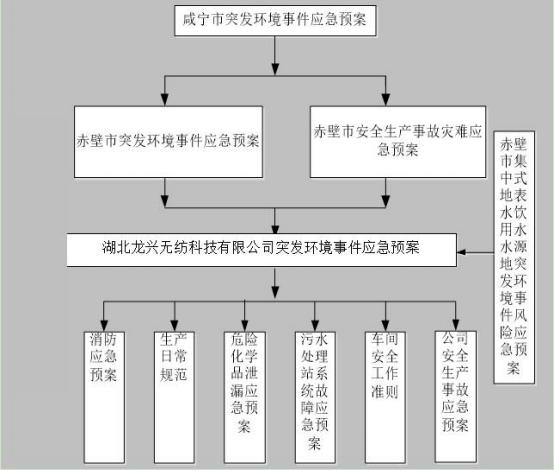 咸宁市突发环境事件应急预案
赤壁市突发环境事件应急预案
赤壁市安全生产事故灾难应
急预案
赤壁
市集
中式
地表
水饮
用水
水源
地突
发环
境事
件风
险应
急预
案
湖北龙兴无纺科技有限公司突发环境事件应急预案
消防
应急
预案
生产
日常
规范
危险
化学
品泄
漏应
急预
案
污水
处理
站系
统故
障应
急预
案
车间
安全
工作
准则
公司
安全
生产
事故
应急
预案